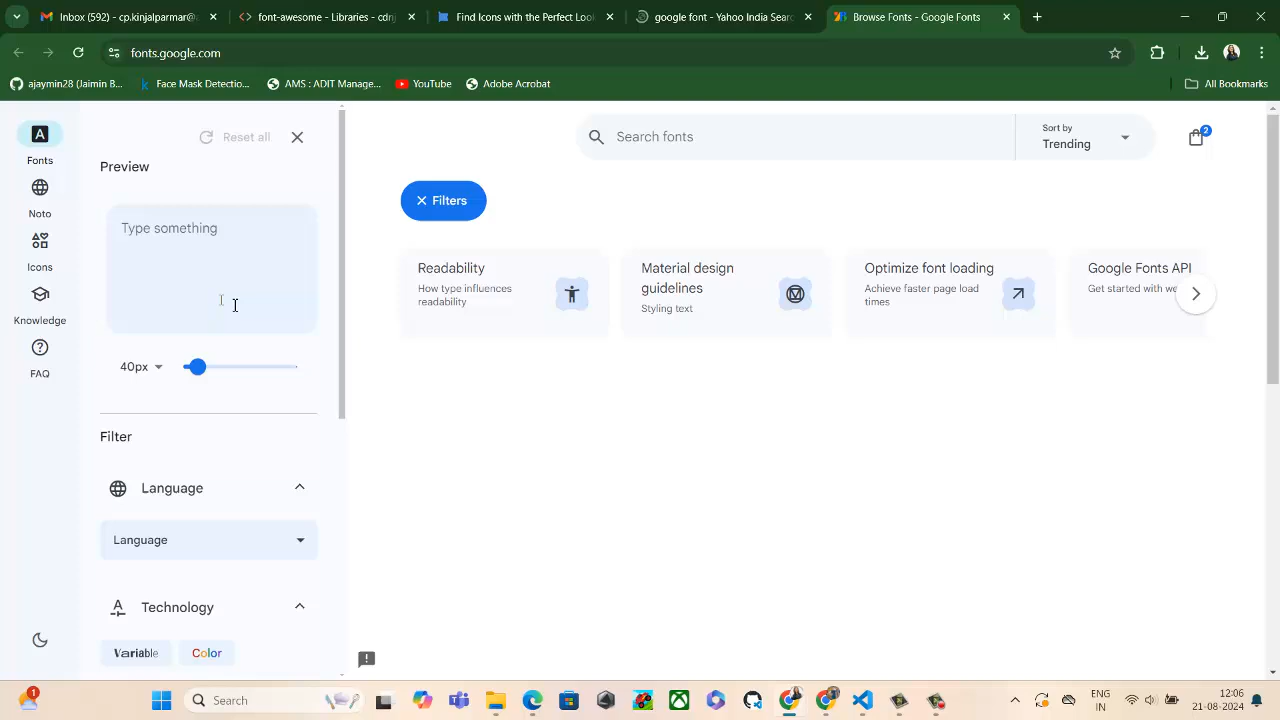 Inbox (592) - cglanjalparmar@
font-awesome - Libraries - cdnj
Find Icons with the Perfect Loo
google font - Yahoo India Searc
Browse Fonts - Google Fonts
fonts.google.com
ajaymin28 (Jaimin B...
Face Mask Detectio...
AMS : ADIT Manage...
YouTube
Adobe Acrobat
All Bookmarks
A
Fonts
Noto
Icons
Knowledge
FAQ
Reset all
Preview
Type something
40px
Filter
Language
Language
Technology
Variable
Color
Search fonts
Sort by
Trending
2
Filters
Readability
How type influences
readability
Material design
guidelines
Styling text
Optimize font loading
Achieve faster page load
times
Google Fonts API
Get started with we
1
Search
ENG
IN
12:06
21-08-2024